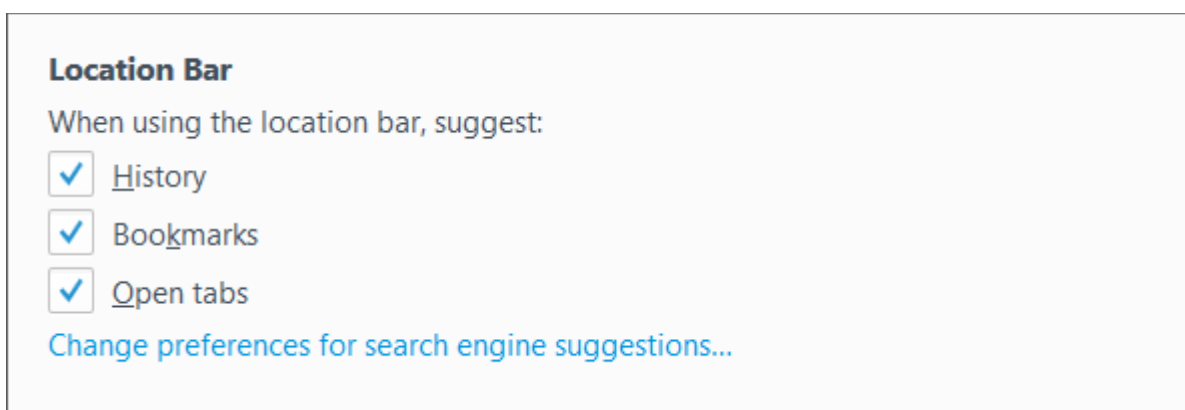 Location Bar
When using the location bar, suggest:
History
Bookmarks
Open tabs
Change preferences for search engine suggestions...